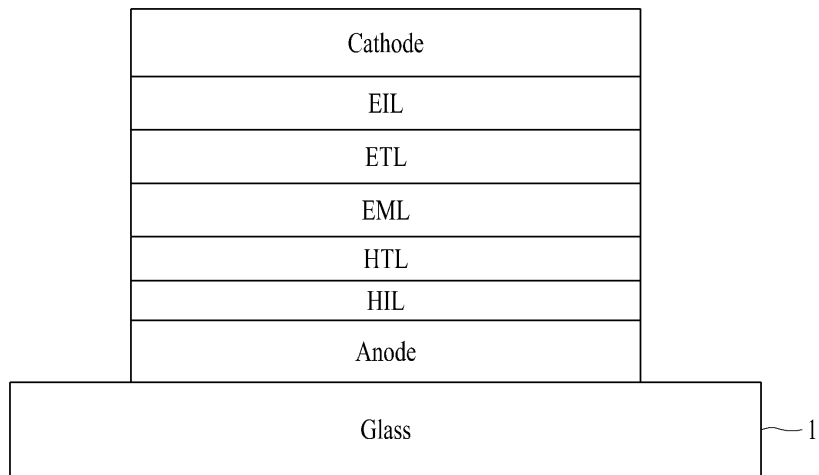 Cathode
EIL
ETL
EML
HTL
HIL
Anode
Glass 1